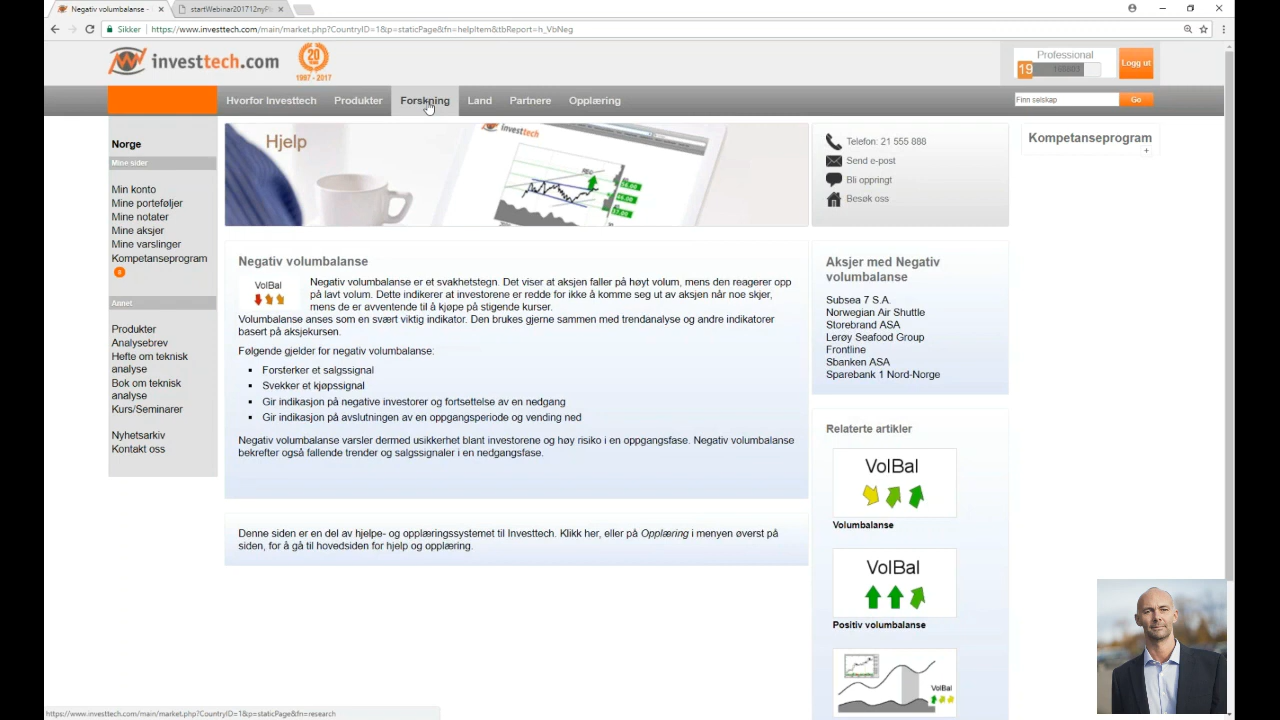 Negativ volumbalanse -
startWebinar201712nyPl
Sikker
https://www.investtech.com/main/market.php?CountryID=1&p=staticPage&fn=helpItem&tbReport=h_VbNeg
investtech.com
20
1997 - 2017
Professional
19
Logg ut
Hvorfor Investtech
Produkter
Forskning
Land
Partnere
Opplæring
Finn selskap
Go
Norge
Mine sider
Min konto
Mine porteføljer
Mine notater
Mine aksjer
Mine varslinger
Kompetanseprogram
Annet
Produkter
Analysebrev
Hefte om teknisk
analyse
Bok om teknisk
analyse
Kurs/Seminarer
Nyhetsarkiv
Kontakt oss
Hjelp
investtech
Negativ volumbalanse
VolBal
Negativ volumbalanse er et svakhetstegn. Det viser at aksjen faller på høyt volum, mens den reagerer opp
på lavt volum. Dette indikerer at investorene er redde for ikke å komme seg ut av aksjen når noe skjer,
mens de er avventende til å kjøpe på stigende kurser.
Volumbalanse anses som en svært viktig indikator. Den brukes gjerne sammen med trendanalyse og andre indikatorer
basert på aksjekursen.
Følgende gjelder for negativ volumbalanse:
Forsterker et salgssignal
Svekker et kjøpssignal
Gir indikasjon på negative investorer og fortsettelse av en nedgang
Gir indikasjon på avslutningen av en oppgangsperiode og vending ned
Negativ volumbalanse varsler dermed usikkerhet blant investorene og høy risiko i en oppgangsfase. Negativ volumbalanse
bekrefter også fallende trender og salgssignaler i en nedgangsfase.
Denne siden er en del av hjelpe- og opplæringssystemet til Investtech. Klikk her, eller på Opplæring i menyen øverst på
siden, for å gå til hovedsiden for hjelp og opplæring.
Telefon: 21 555 888
Send e-post
Bli oppringt
Besøk oss
Aksjer med Negativ
volumbalanse
Subsea 7 S.A.
Norwegian Air Shuttle
Storebrand ASA
Lerøy Seafood Group
Frontline
Sbanken ASA
Sparebank 1 Nord-Norge
Relaterte artikler
VolBal
Volumbalanse
VolBal
Positiv volumbalanse
VolBal
Kompetanseprogram
+
https://www.investtech.com/main/market.php?CountryID=1&p=staticPage&fn=research